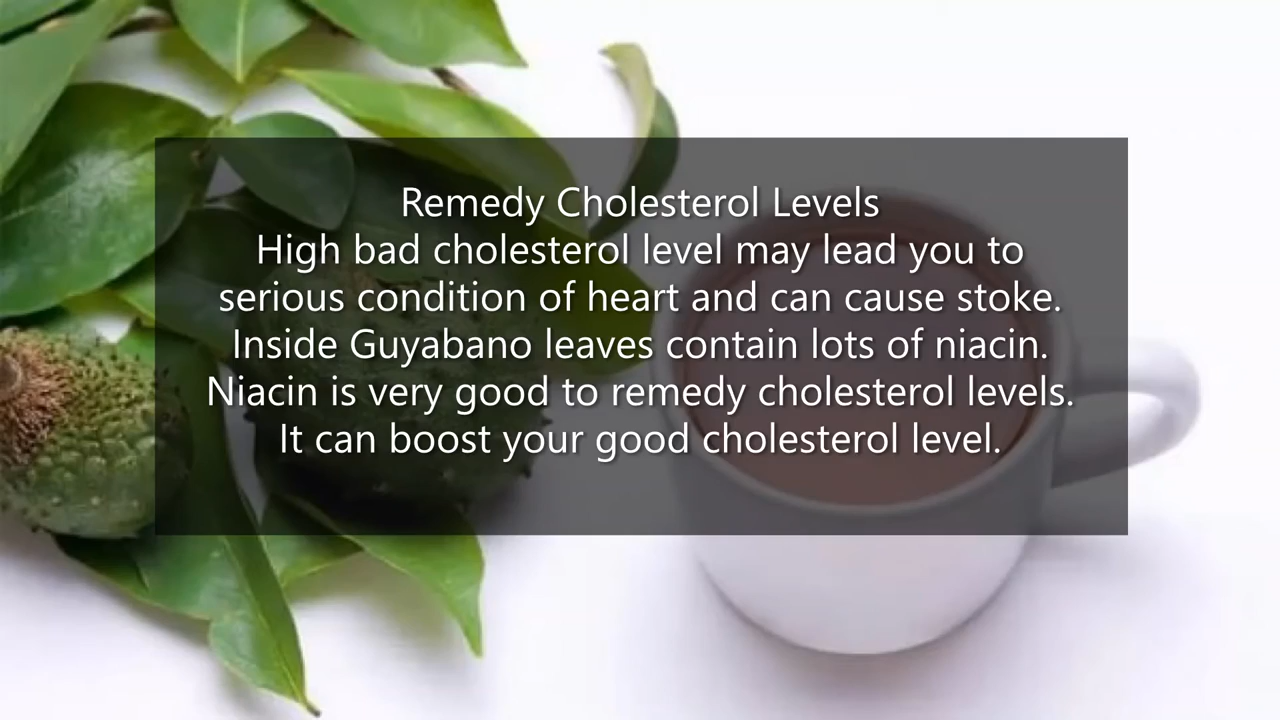 Remedy Cholesterol Levels
High bad cholesterol level may lead you to
serious condition of heart and can cause stoke.
Inside Guyabano leaves contain lots of niacin.
Niacin is very good to remedy cholesterol levels.
It can boost your good cholesterol level.